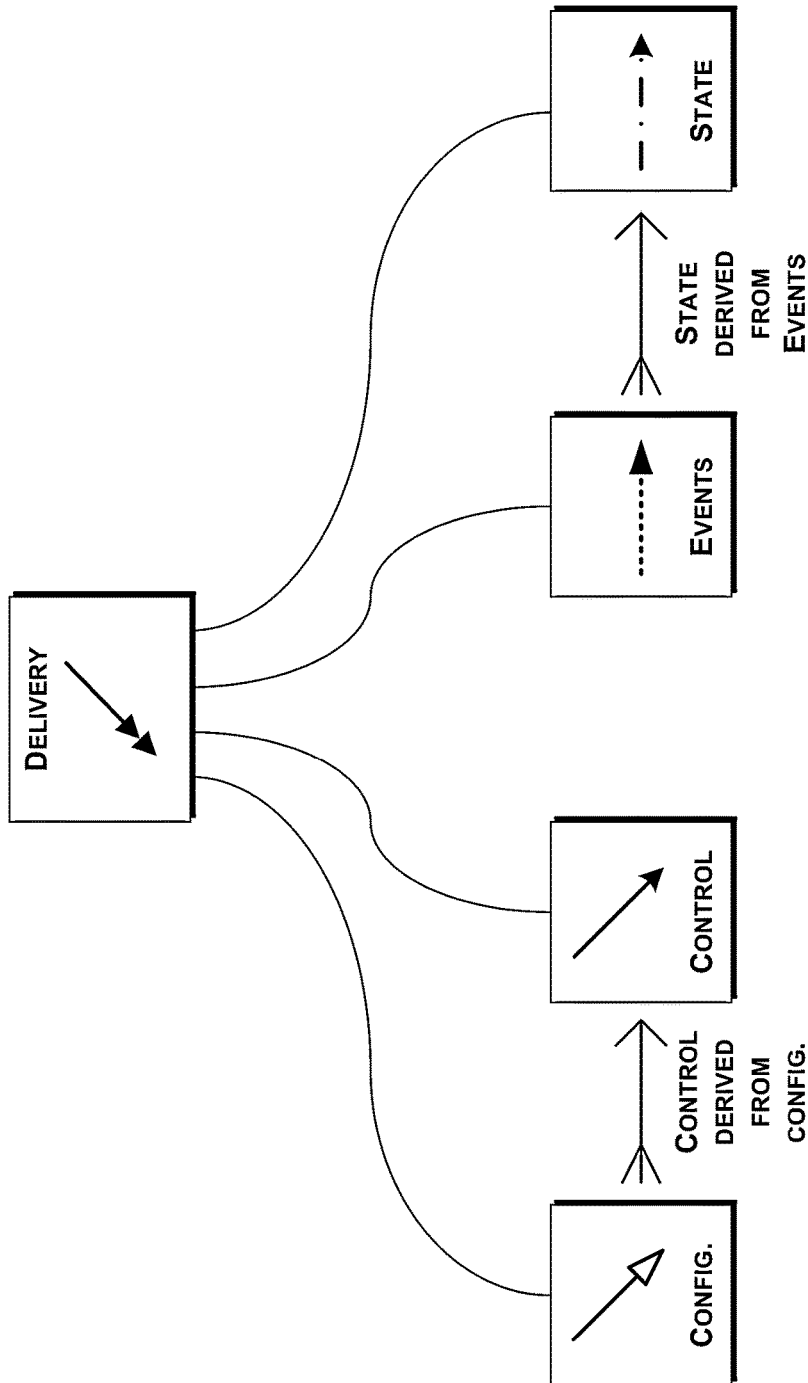 DELIVERY
CONFIG.
CONTROL
DERIVED
FROM
CONFIG.
CONTROL
EVENTS
STATE
DERIVED
FROM
EVENTS
STATE